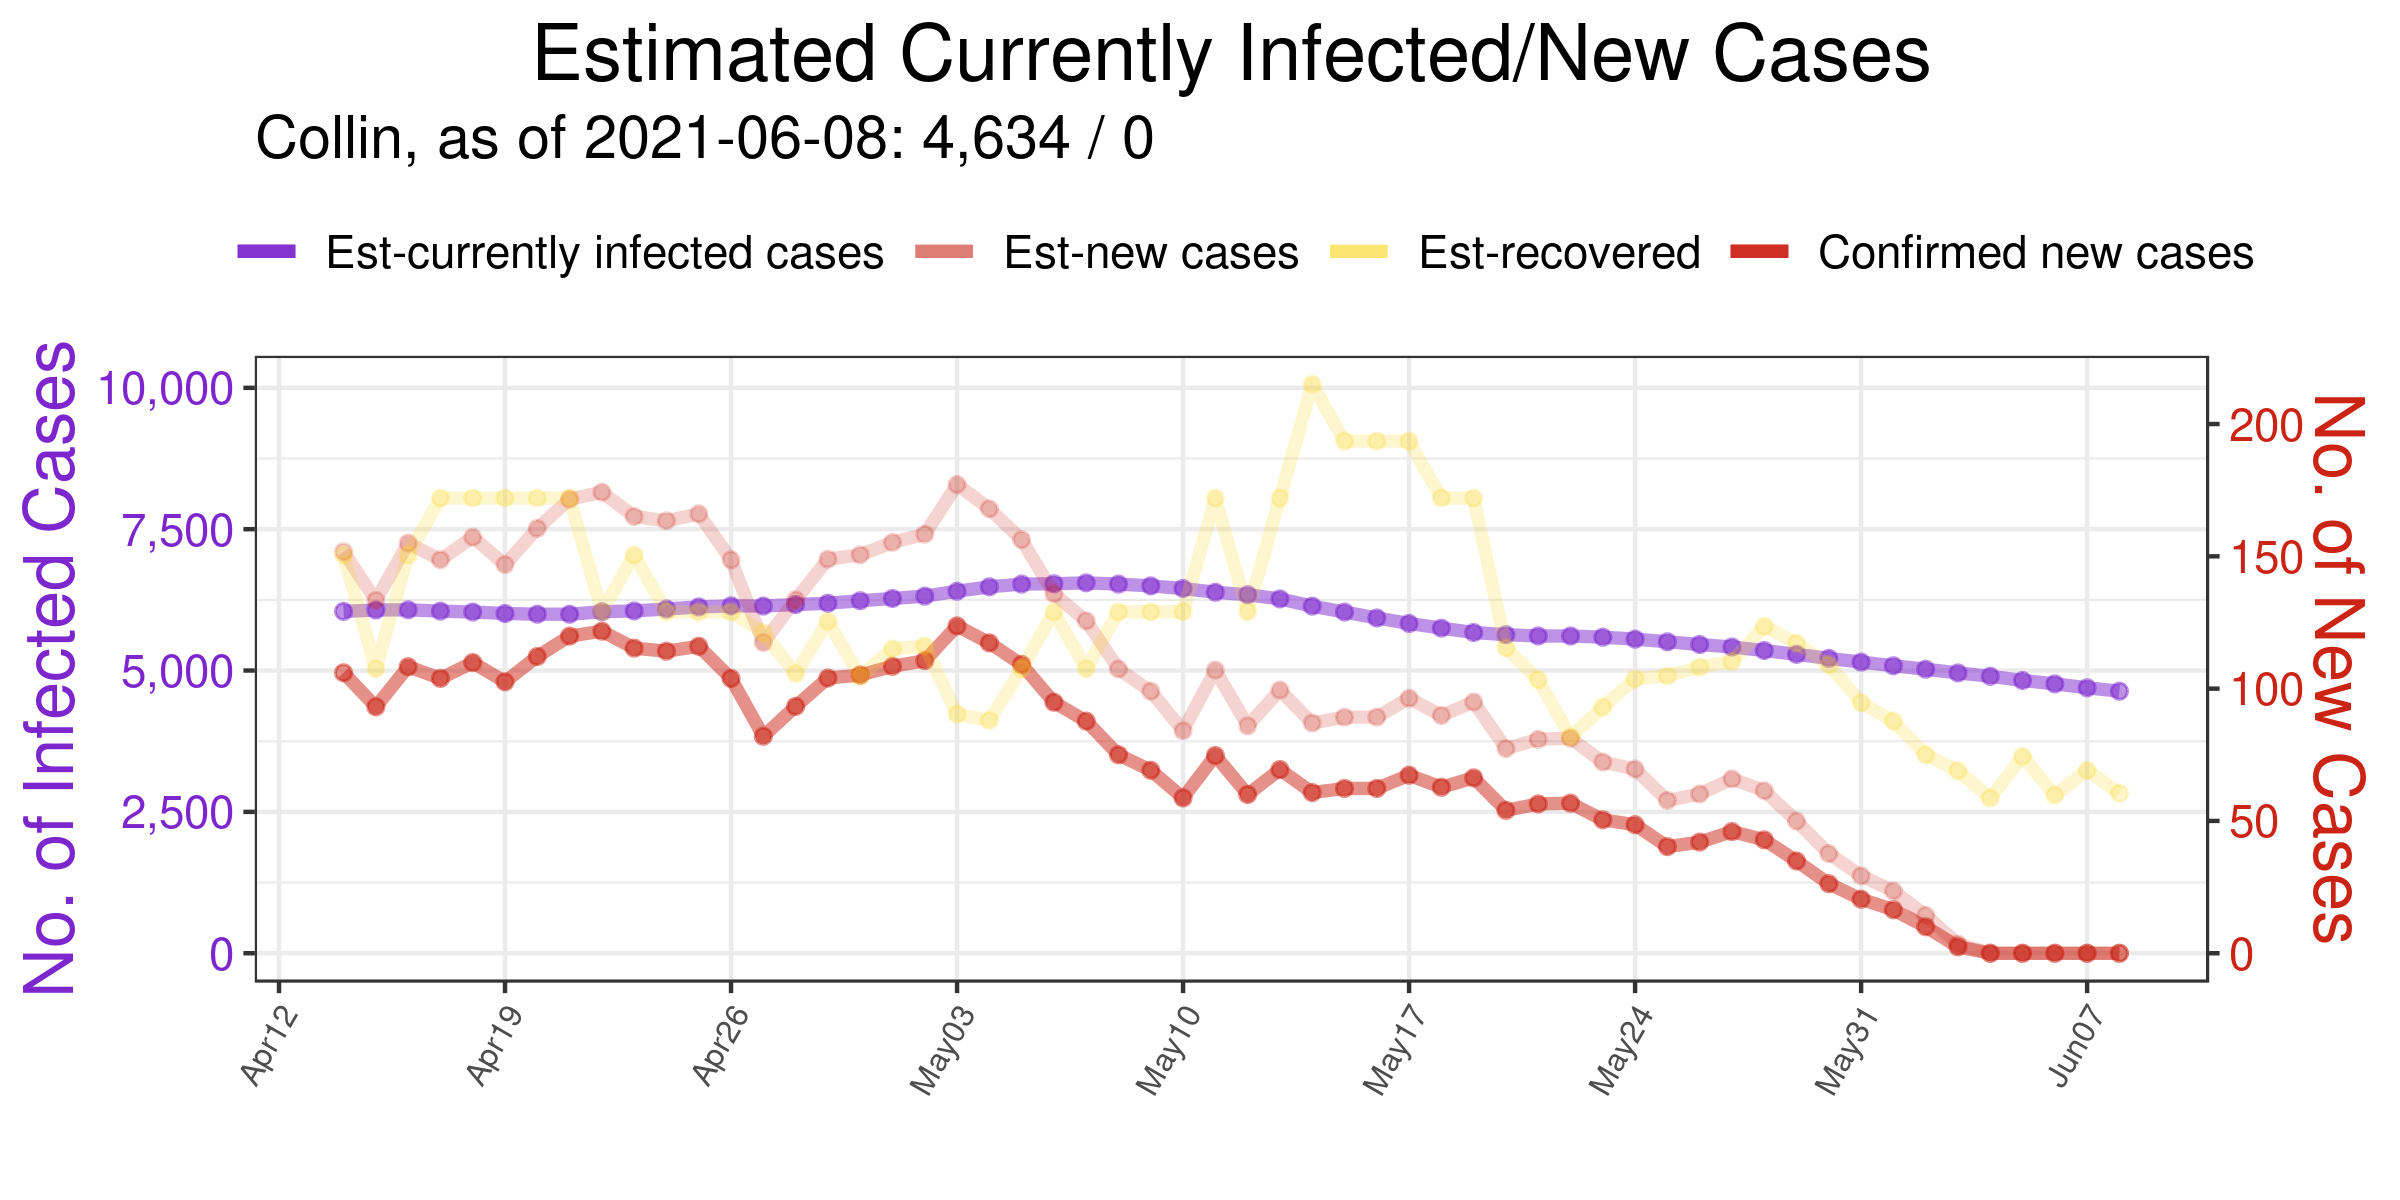 Estimated Currently Infected/New Cases
Collin, as of 2021-06-08: 4,634 / 0
Est-currently infected cases Est-new cases Est-recovered Confirmed new cases
No. of Infected Cases
10,000
7,500
5,000
2,500
0
200
150
100
50
0
No. of New Cases
Apr12 Apr19 Apr26 May03 May10 May17 May24 May31 Jun07